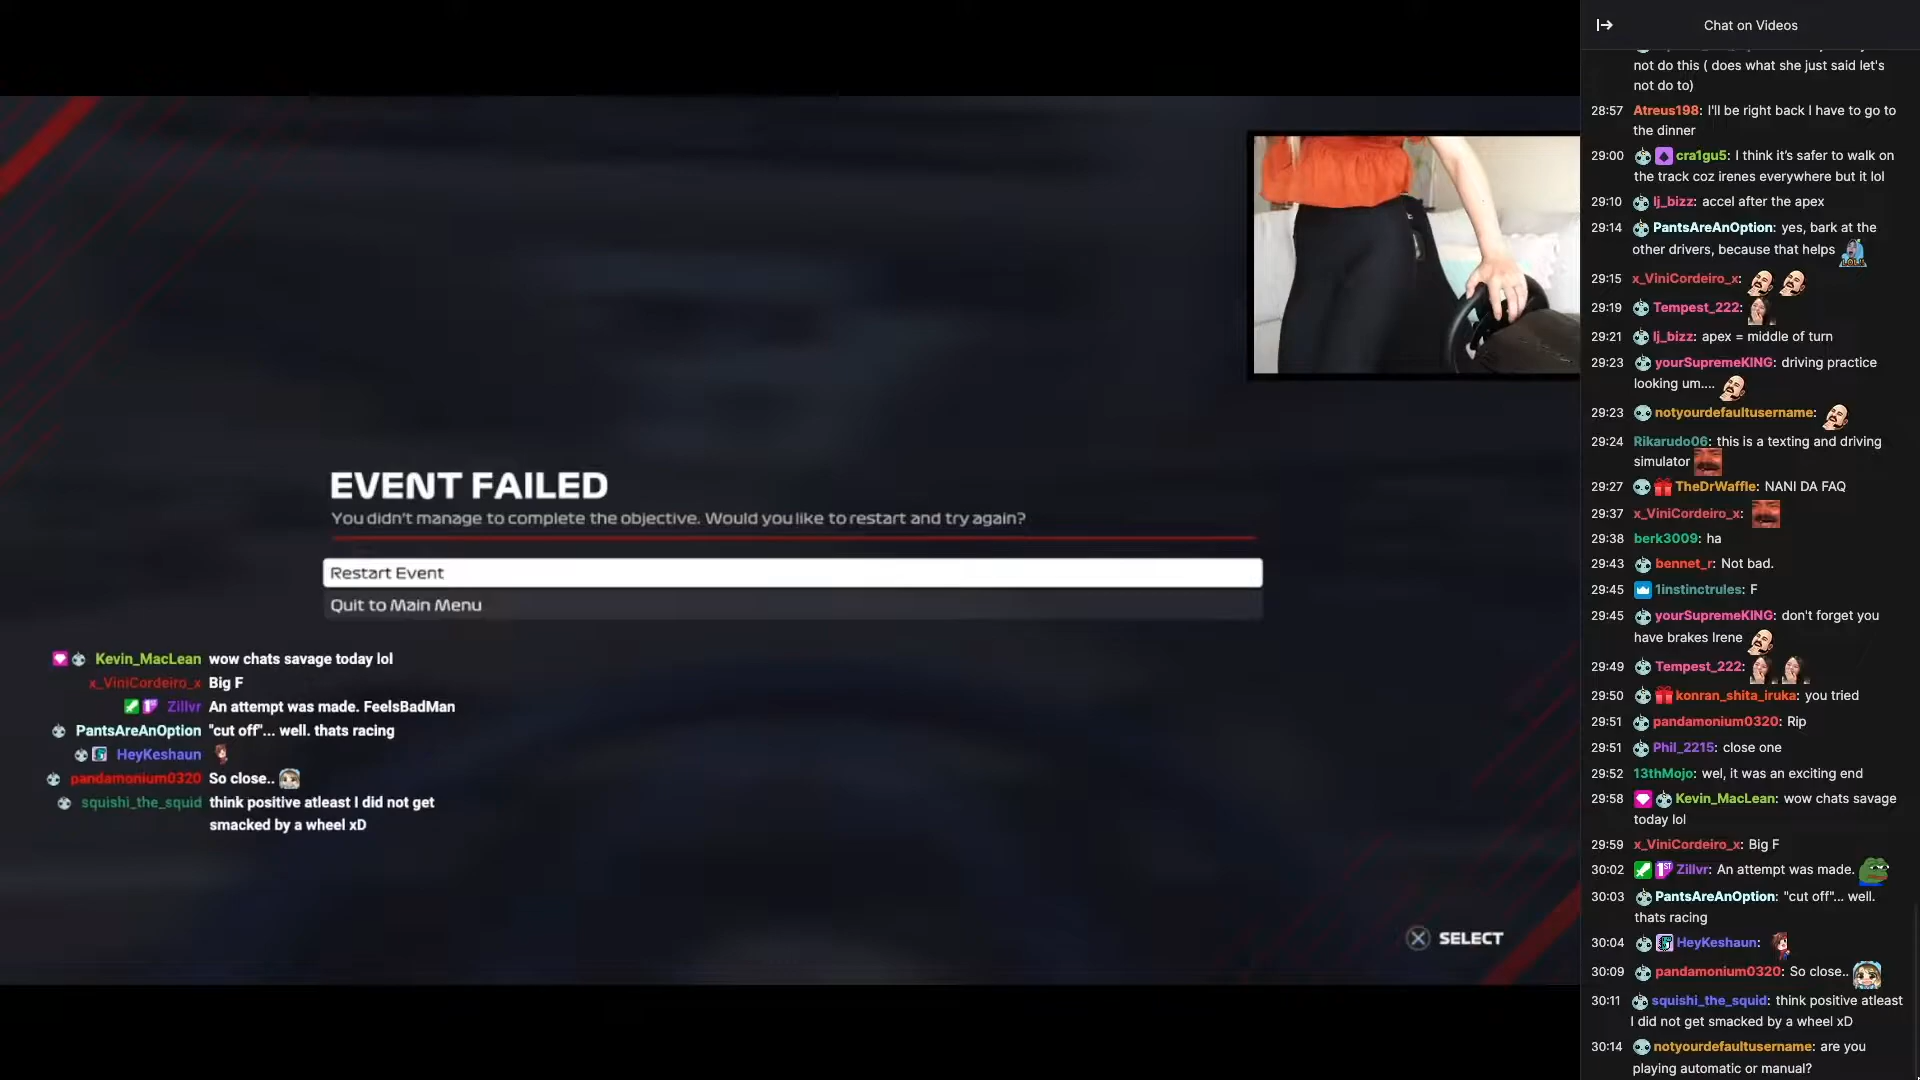 EVENT FAILED
You didn't manage to complete the objective. Would you like to restart and try again?
Restart Event
Quit to Main Menu
Kevin_MacLean wow chats savage today lol
x_ViniCordeiro_x Big F
Zillvr An attempt was made. FeelsBadMan
PantsAreAnOption "cut off"... well. thats racing
HeyKeshaun
pandamonium0320 So close..
squishi_the_squid think positive atleast I did not get
smacked by a wheel xD
SELECT
Chat on Videos
not do this ( does what she just said let's
not do to)
28:57 Atreus198: I'll be right back I have to go to
the dinner
29:00 cra1gu5: I think it's safer to walk on
the track coz irenes everywhere but it lol
29:10 lj_bizz: accel after the apex
29:14 PantsAreAnOption: yes, bark at the
other drivers, because that helps
29:15 x_ViniCordeiro_x:
29:19 Tempest_222:
29:21 lj_bizz: apex = middle of turn
29:23 yourSupremeKING: driving practice
looking um....
29:23 notyourdefaultusername:
29:24 Rikarudo06: this is a texting and driving
simulator
29:27 TheDrWaffle: NANI DA FAQ
29:37 x_ViniCordeiro_x:
29:38 berk3009: ha
29:43 bennet_r: Not bad.
29:45 1instinctrules: F
29:45 yourSupremeKING: don't forget you
have brakes Irene
29:49 Tempest_222:
29:50 konran_shita_iruka: you tried
29:51 pandamonium0320: Rip
29:51 Phil_2215: close one
29:52 13thMojo: wel, it was an exciting end
29:58 Kevin_MacLean: wow chats savage
today lol
29:59 x_ViniCordeiro_x: Big F
30:02 Zillvr: An attempt was made.
30:03 PantsAreAnOption: "cut off"... well.
thats racing
30:04 HeyKeshaun:
30:09 pandamonium0320: So close..
30:11 squishi_the_squid: think positive atleast
I did not get smacked by a wheel xD
30:14 notyourdefaultusername: are you
playing automatic or manual?